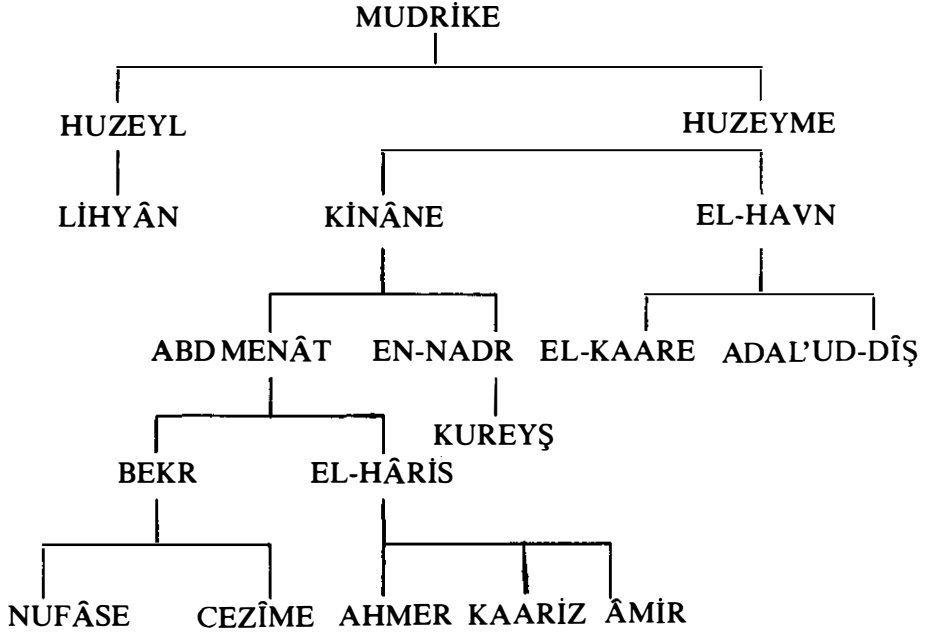 MUDRİKE
HUZEYL HUZEYME
LİHYÂN KİNÂNE EL-HAVN
ABD MENÂT EN-NADR EL-KAARE ADAL’UD-DÎŞ
KUREYŞ
BEKR EL-HÂRİS
NUFÂSE CEZÎME AHMER KAARİZ ÂMİR